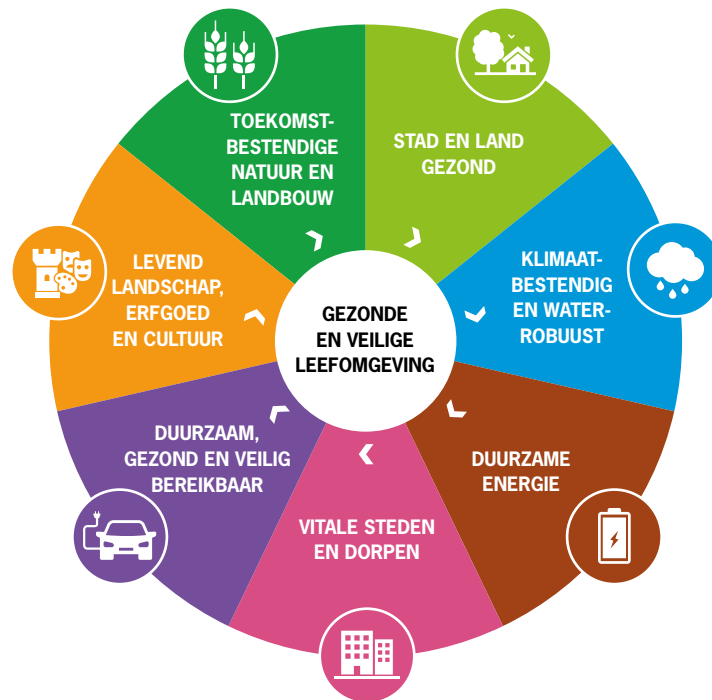 TOEKOMST-
BESTENDIGE
NATUUR EN
LANDBOUW
STAD EN LAND
GEZOND
KLIMAAT-
BESTENDIG
EN WATER-
ROBUUST
DUURZAME
ENERGIE
VITALE STEDEN
EN DORPEN
DUURZAAM,
GEZOND EN VEILIG
BEREIKBAAR
LEVEND
LANDSCHAP,
ERFGOED
EN CULTUUR
GEZONDE
EN VEILIGE
LEEFOMGEVING